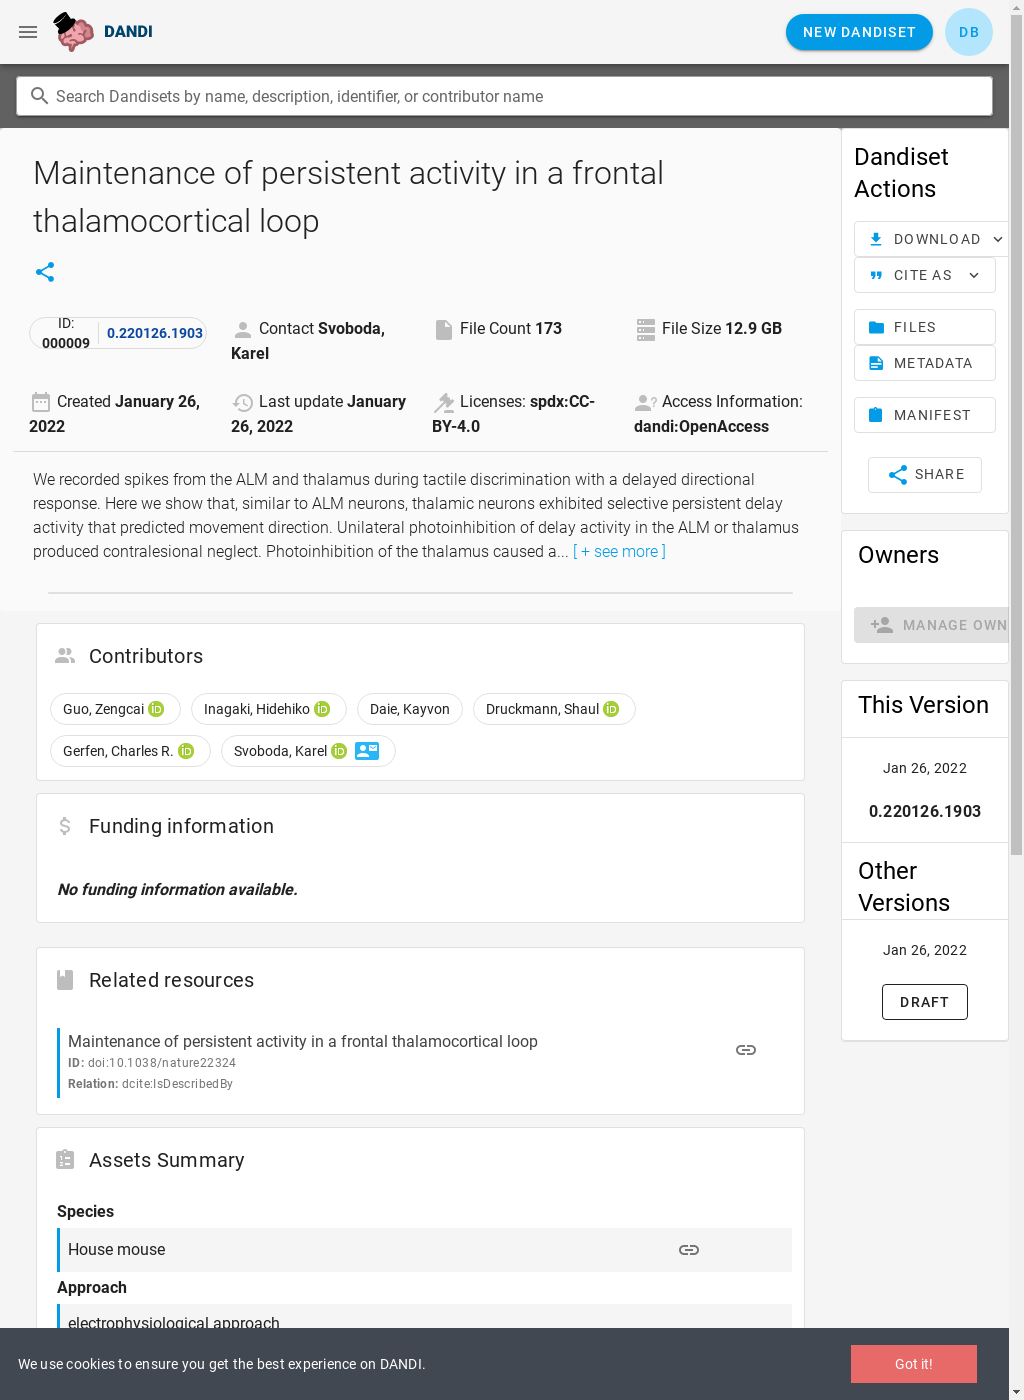 DANDI
NEW DANDISET
DB
Search Dandisets by name, description, identifier, or contributor name
Maintenance of persistent activity in a frontal
thalamocortical loop
ID:
000009
0.220126.1903
Contact Svoboda,
Karel
File Count 173
File Size 12.9 GB
Created January 26,
2022
Last update January
26, 2022
Licenses: spdx:CC-
BY-4.0
Access Information:
dandi:OpenAccess
We recorded spikes from the ALM and thalamus during tactile discrimination with a delayed directional
response. Here we show that, similar to ALM neurons, thalamic neurons exhibited selective persistent delay
activity that predicted movement direction. Unilateral photoinhibition of delay activity in the ALM or thalamus
produced contralesional neglect. Photoinhibition of the thalamus caused a... [ + see more ]
Contributors
Guo, Zengcai iD
Inagaki, Hidehiko iD
Daie, Kayvon
Druckmann, Shaul iD
Gerfen, Charles R. iD
Svoboda, Karel iD
Funding information
No funding information available.
Related resources
Maintenance of persistent activity in a frontal thalamocortical loop
ID: doi:10.1038/nature22324
Relation: dcite:IsDescribedBy
Assets Summary
Species
House mouse
Approach
electrophysiological approach
Dandiset
Actions
DOWNLOAD
CITE AS
FILES
METADATA
MANIFEST
SHARE
Owners
MANAGE OWN
This Version
Jan 26, 2022
0.220126.1903
Other
Versions
Jan 26, 2022
DRAFT
We use cookies to ensure you get the best experience on DANDI.
Got it!